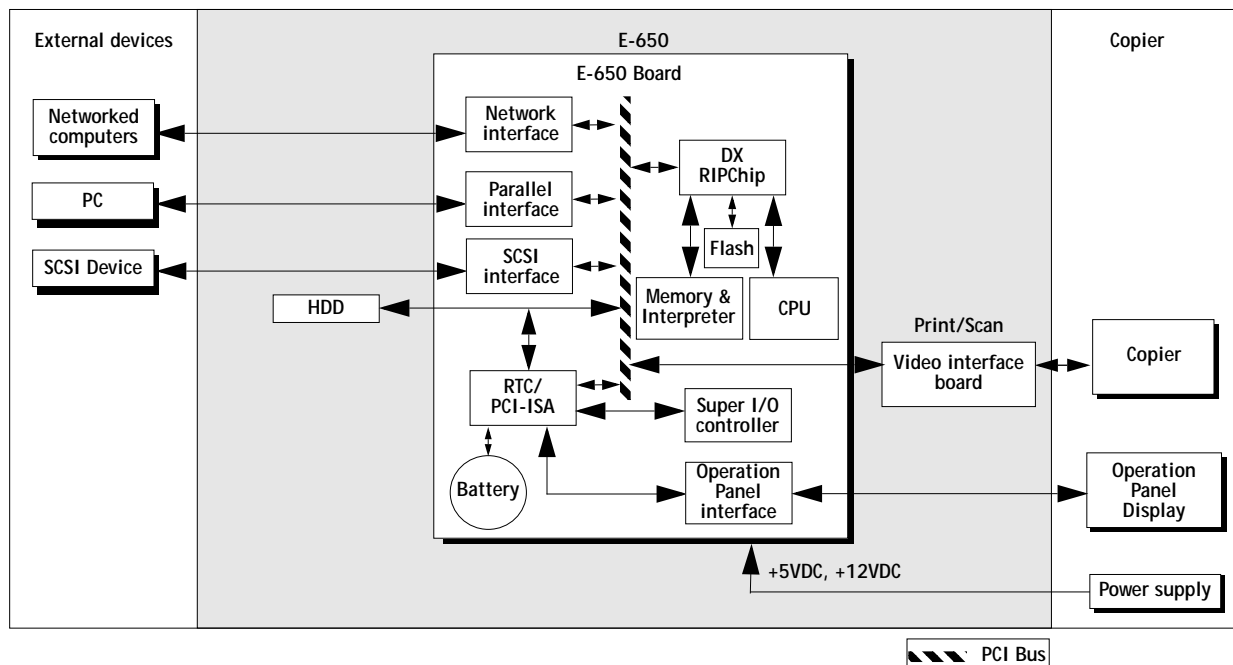 External devices
E-650
Copier
E-650 Board
Networked
computers
Network
interface
DX
RIPChip
PC
Parallel
interface
Flash
SCSI Device
SCSI
interface
HDD
Memory &
Interpreter
CPU
Print/Scan
Video interface
board
Copier
RTC/
PCI-ISA
Super I/O
controller
Battery
Operation
Panel
interface
Operation
Panel
Display
+5VDC, +12VDC
Power supply
PCI Bus